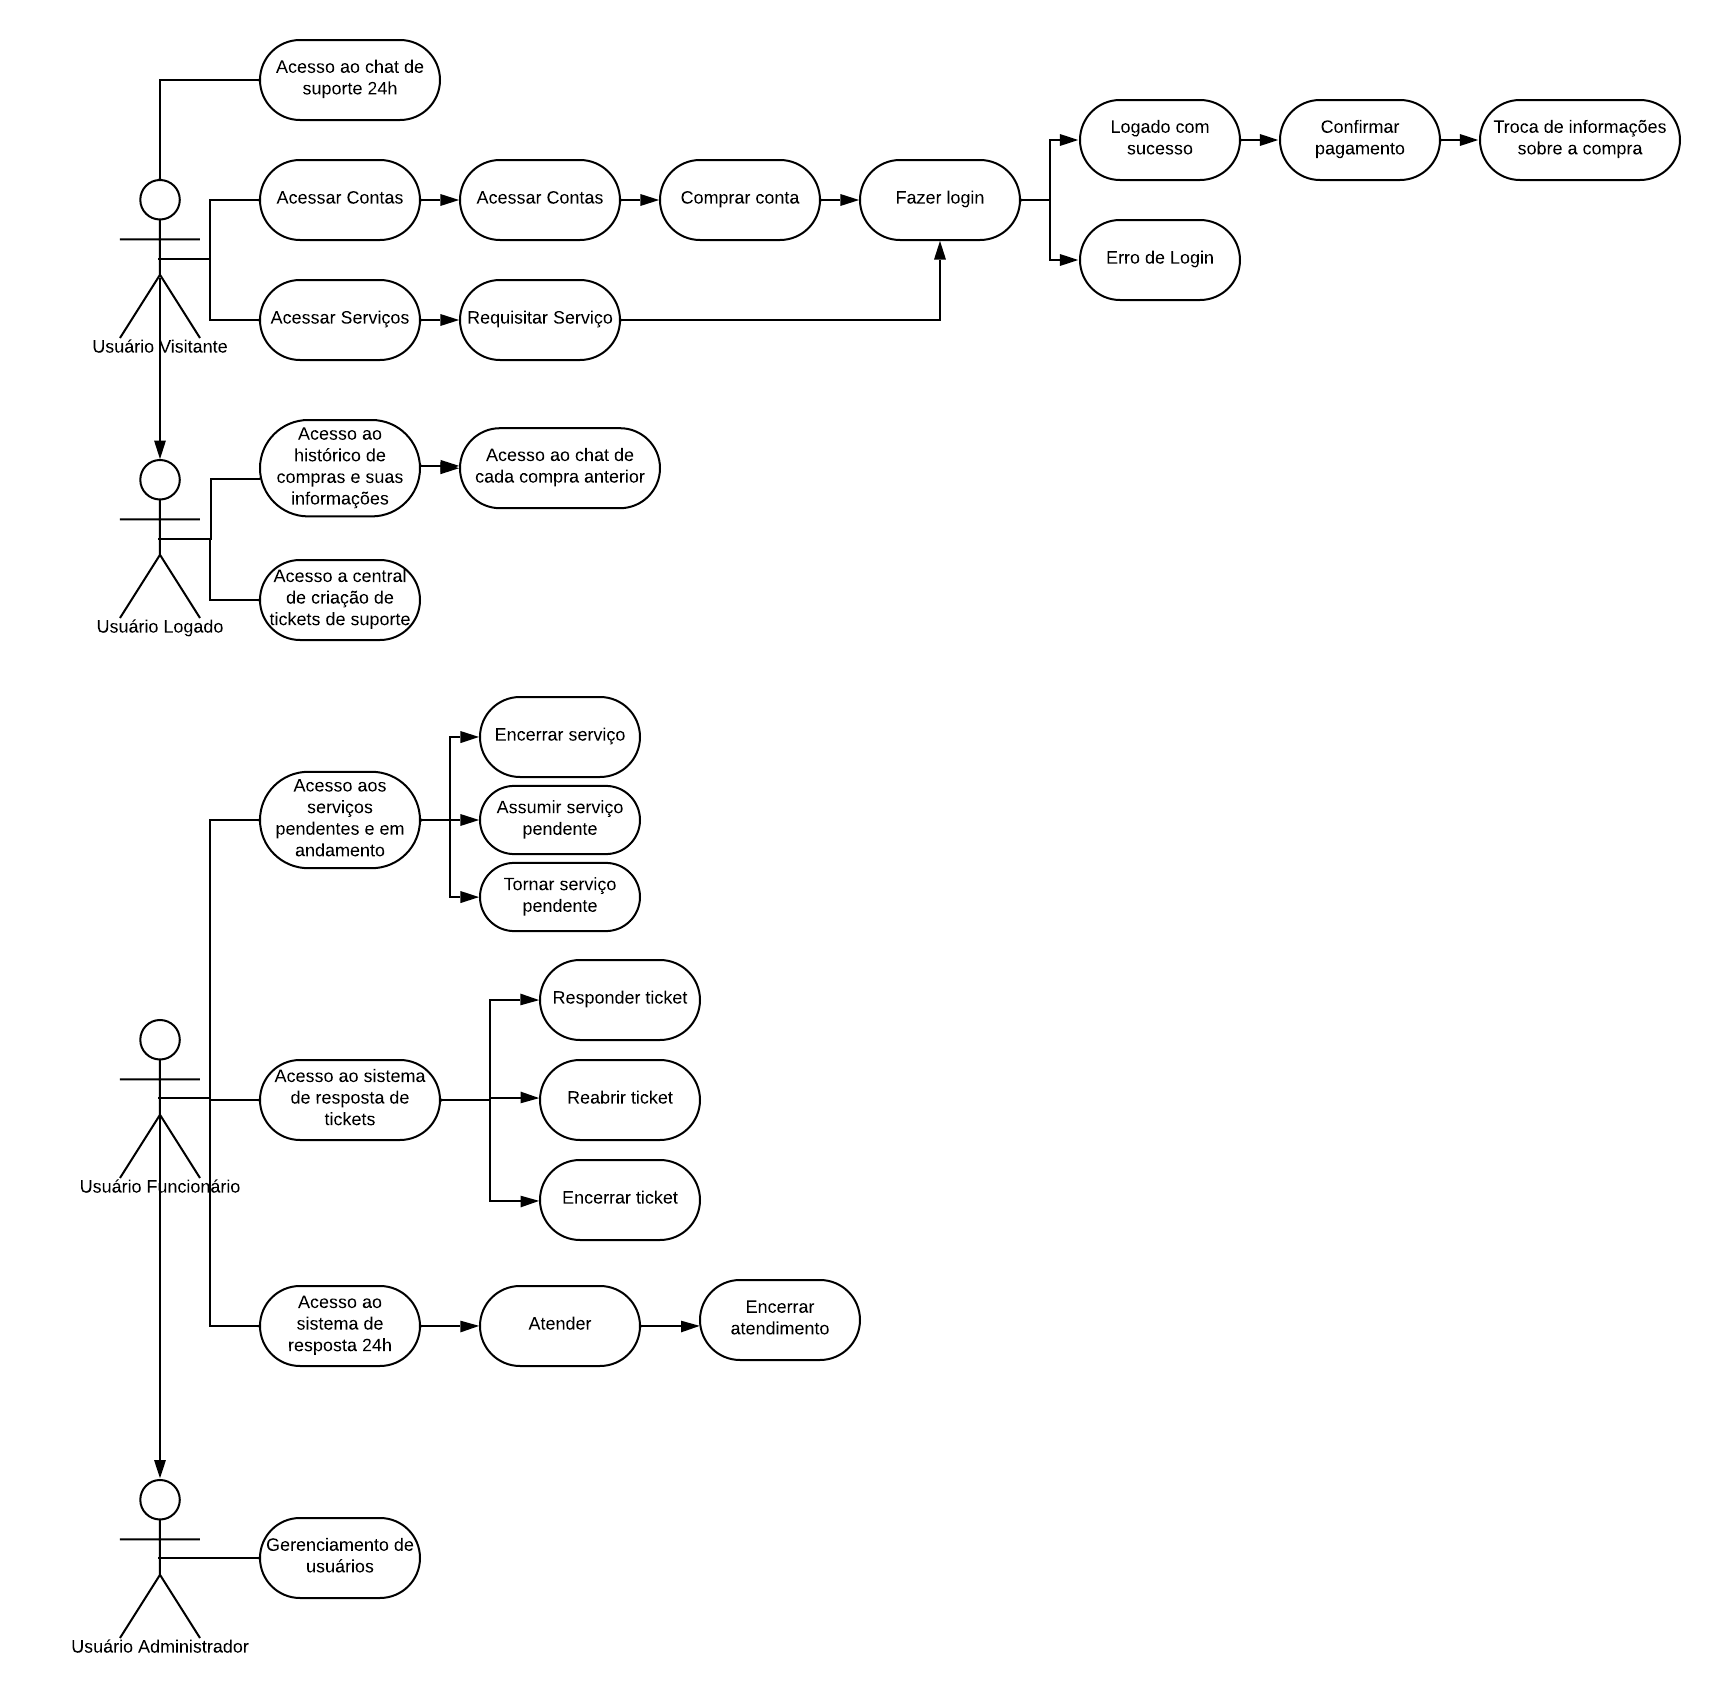 Acesso ao chat de
suporte 24h
Acessar Contas
Acessar Contas
Comprar conta
Fazer login
Logado com
sucesso
Confirmar
pagamento
Troca de informações
sobre a compra
Erro de Login
Acessar Serviços
Requisitar Serviço
Usuário Visitante
Acesso ao
histórico de
compras e suas
informações
Acesso ao chat de
cada compra anterior
Acesso a central
de criação de
tickets de suporte
Usuário Logado
Encerrar serviço
Acesso aos
serviços
pendentes e em
andamento
Assumir serviço
pendente
Tornar serviço
pendente
Responder ticket
Acesso ao sistema
de resposta de
tickets
Reabrir ticket
Encerrar ticket
Usuário Funcionário
Acesso ao
sistema de
resposta 24h
Atender
Encerrar
atendimento
Gerenciamento de
usuários
Usuário Administrador